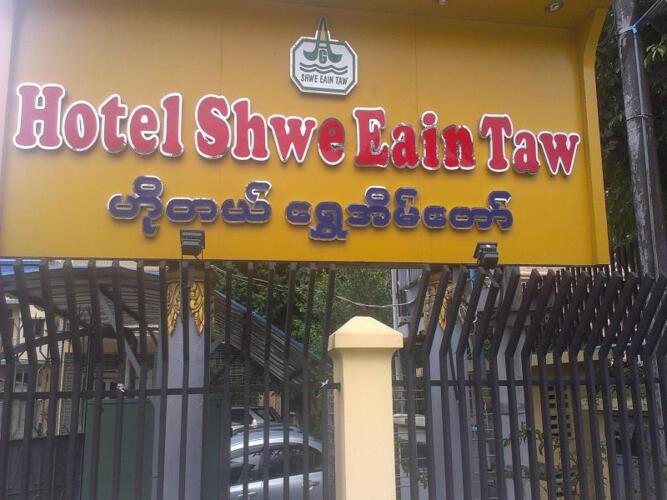 G
SHWE EAIN TAW
Hotel Shwe Eain Taw
ဟိုတယ် ရွှေအိမ်တော်